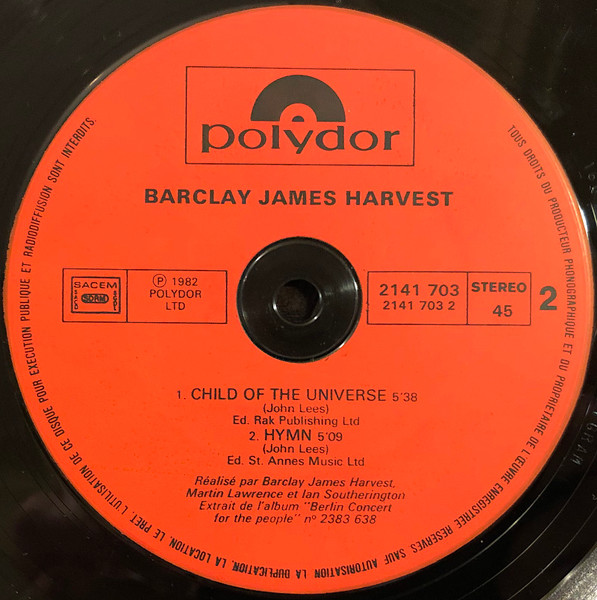 polydor
BARCLAY JAMES HARVEST
SACEM
SACD
SDRM
SGDL
℗ 1982
POLYDOR
LTD
2141 703
2141 703 2
STEREO
45
2
1. CHILD OF THE UNIVERSE 5'38
(John Lees)
Ed. Rak Publishing Ltd
2. HYMN 5'09
(John Lees)
Ed. St. Annes Music Ltd
Réalisé par Barclay James Harvest,
Martin Lawrence et Ian Southerington
Extrait de l'album "Berlin Concert
for the people" nº 2383 638
TOUS DROITS DU PRODUCTEUR PHONOGRAPHIQUE ET DU PROPRIETAIRE DE L'ŒUVRE ENREGISTREE RESERVES SAUF AUTORISATION, LA DUPLICATION, LA LOCATION, LE PRET, L'UTILISATION DE CE DISQUE POUR EXECUTION PUBLIQUE ET RADIODIFFUSION SONT INTERDITS.